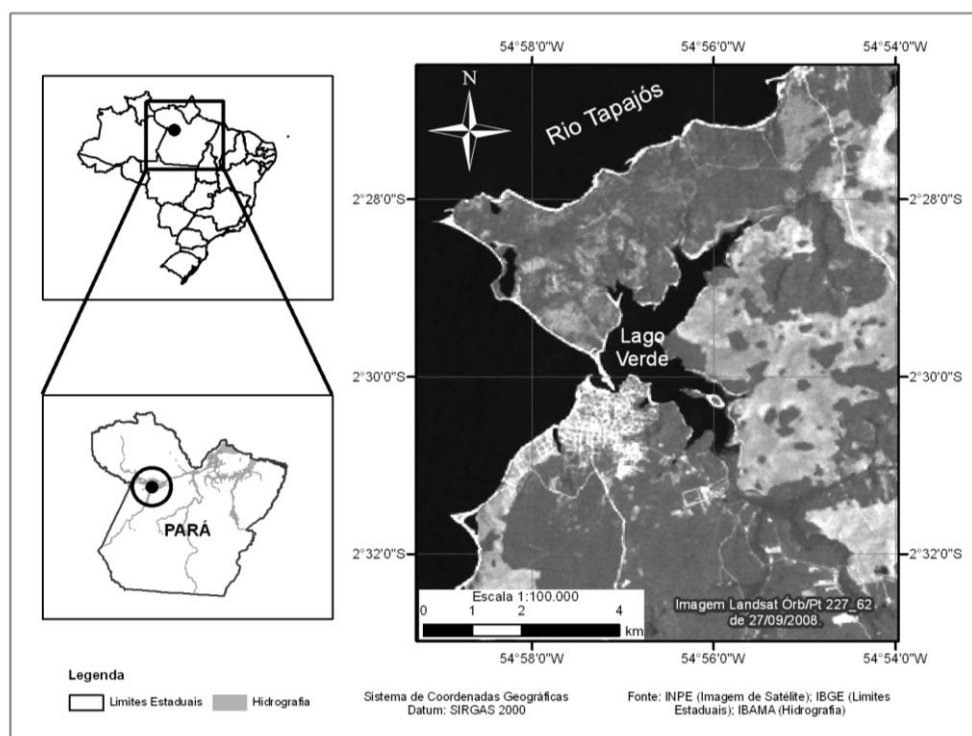 54°58'0"W 54°56'0"W 54°54'0"W
N
Rio Tapajós
2°28'0"S 2°28'0"S
Lago
Verde
2°30'0"S 2°30'0"S
PARÁ
2°32'0"S 2°32'0"S
Escala 1:100.000
0 1 2 4
km
Imagem Landsat Órb/Pt 227_62
de 27/09/2008.
54°58'0"W 54°56'0"W 54°54'0"W
Legenda
Limites Estaduais Hidrografia
Sistema de Coordenadas Geográficas
Datum: SIRGAS 2000
Fonte: INPE (Imagem de Satélite); IBGE (Limites
Estaduais); IBAMA (Hidrografia)